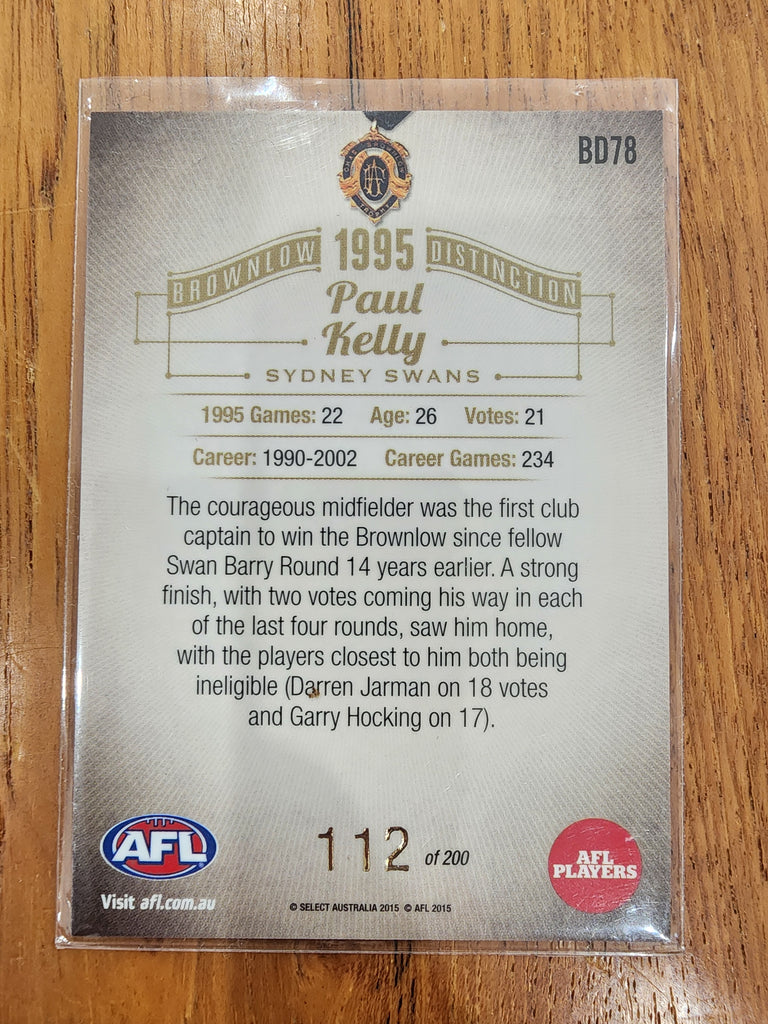 BD78
CHAS. BROWNLOW
TROPHY
BROWNLOW 1995 DISTINCTION
Paul
Kelly
SYDNEY SWANS
1995 Games: 22 Age: 26 Votes: 21
Career: 1990-2002 Career Games: 234
The courageous midfielder was the first club
captain to win the Brownlow since fellow
Swan Barry Round 14 years earlier. A strong
finish, with two votes coming his way in each
of the last four rounds, saw him home,
with the players closest to him both being
ineligible (Darren Jarman on 18 votes
and Garry Hocking on 17).
AFL
Visit afl.com.au
112 of 200
© SELECT AUSTRALIA 2015 © AFL 2015
AFL
PLAYERS